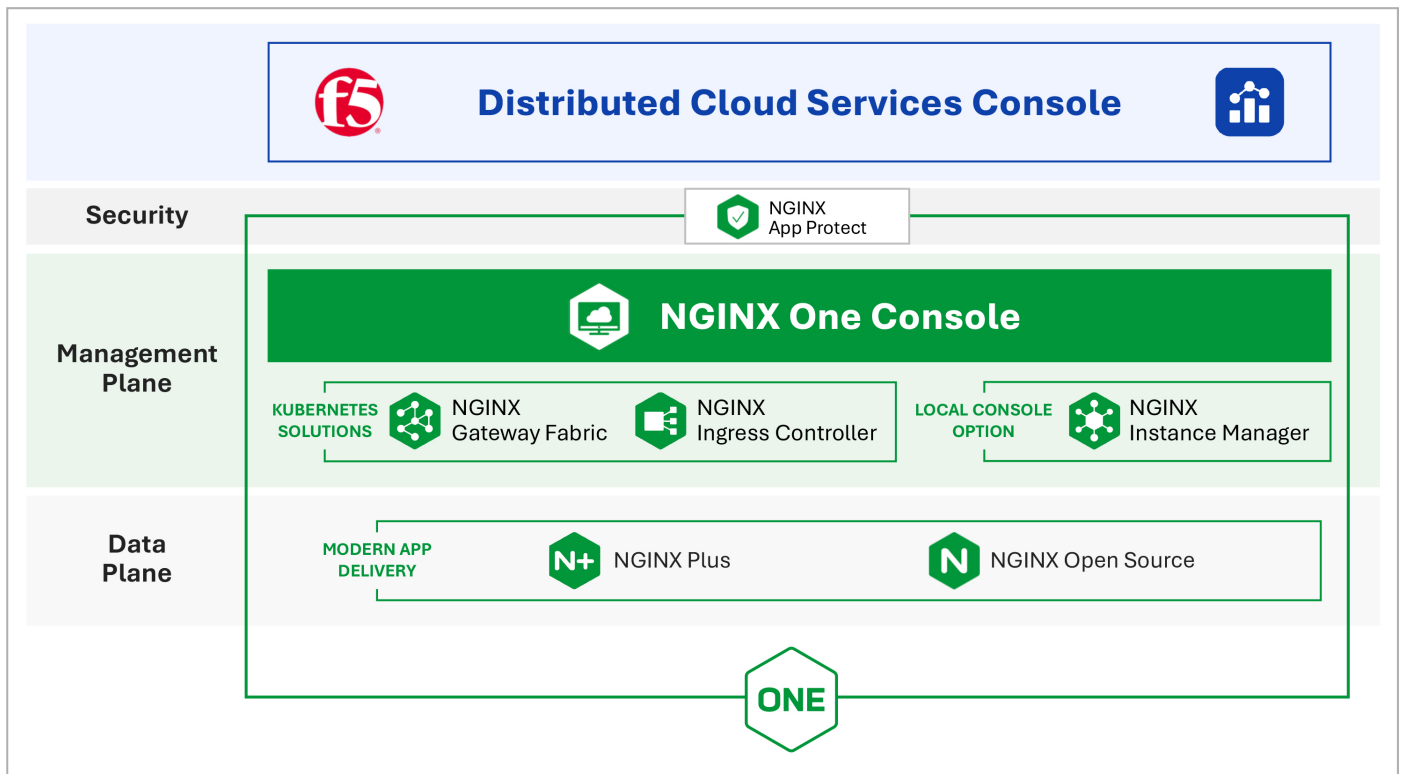 f5
Distributed Cloud Services Console
Security
NGINX
App Protect
NGINX One Console
Management
Plane
KUBERNETES
SOLUTIONS
NGINX
Gateway Fabric
NGINX
Ingress Controller
LOCAL CONSOLE
OPTION
NGINX
Instance Manager
Data
Plane
MODERN APP
DELIVERY
N+
NGINX Plus
N
NGINX Open Source
ONE